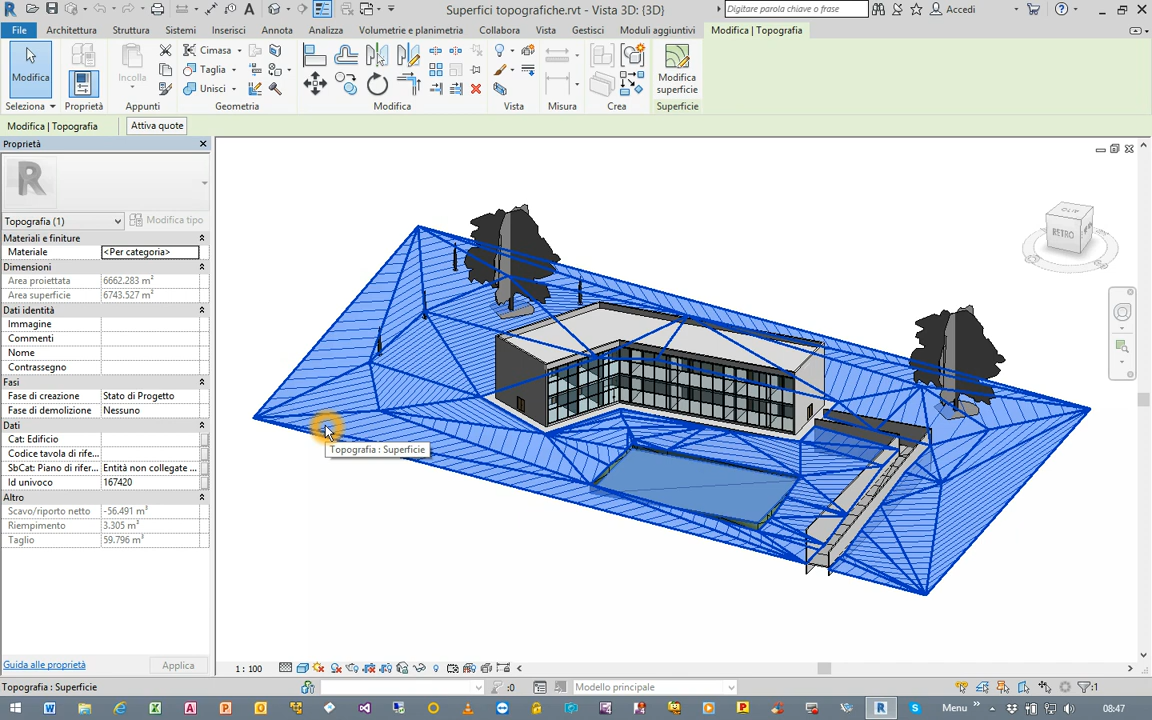 Superfici topografiche.rvt - Vista 3D: {3D}
Digitare parola chiave o frase
Accedi
File Architettura Struttura Sistemi Inserisci Annota Analizza Volumetrie e planimetria Collabora Vista Gestisci Moduli aggiuntivi Modifica | Topografia
Modifica
Incolla
Cimasa
Taglia
Unisci
Modifica superficie
Seleziona Proprietà Appunti Geometria Modifica Vista Misura Crea Superficie
Modifica | Topografia Attiva quote
Proprietà
Topografia (1) Modifica tipo
Materiali e finiture
Materiale <Per categoria>
Dimensioni
Area proiettata 6662.283 m²
Area superficie 6743.527 m²
Dati identità
Immagine
Commenti
Nome
Contrassegno
Fasi
Fase di creazione Stato di Progetto
Fase di demolizione Nessuno
Dati
Cat: Edificio
Codice tavola di rife...
SbCat: Piano di rifer... Entità non collegate ...
Id univoco 167420
Altro
Scavo/riporto netto -56.491 m³
Riempimento 3.305 m³
Taglio 59.796 m³
Guida alle proprietà Applica
RETRO
Topografia : Superficie
1 : 100
Topografia : Superficie
:0
Modello principale
:1
Menu
08:47